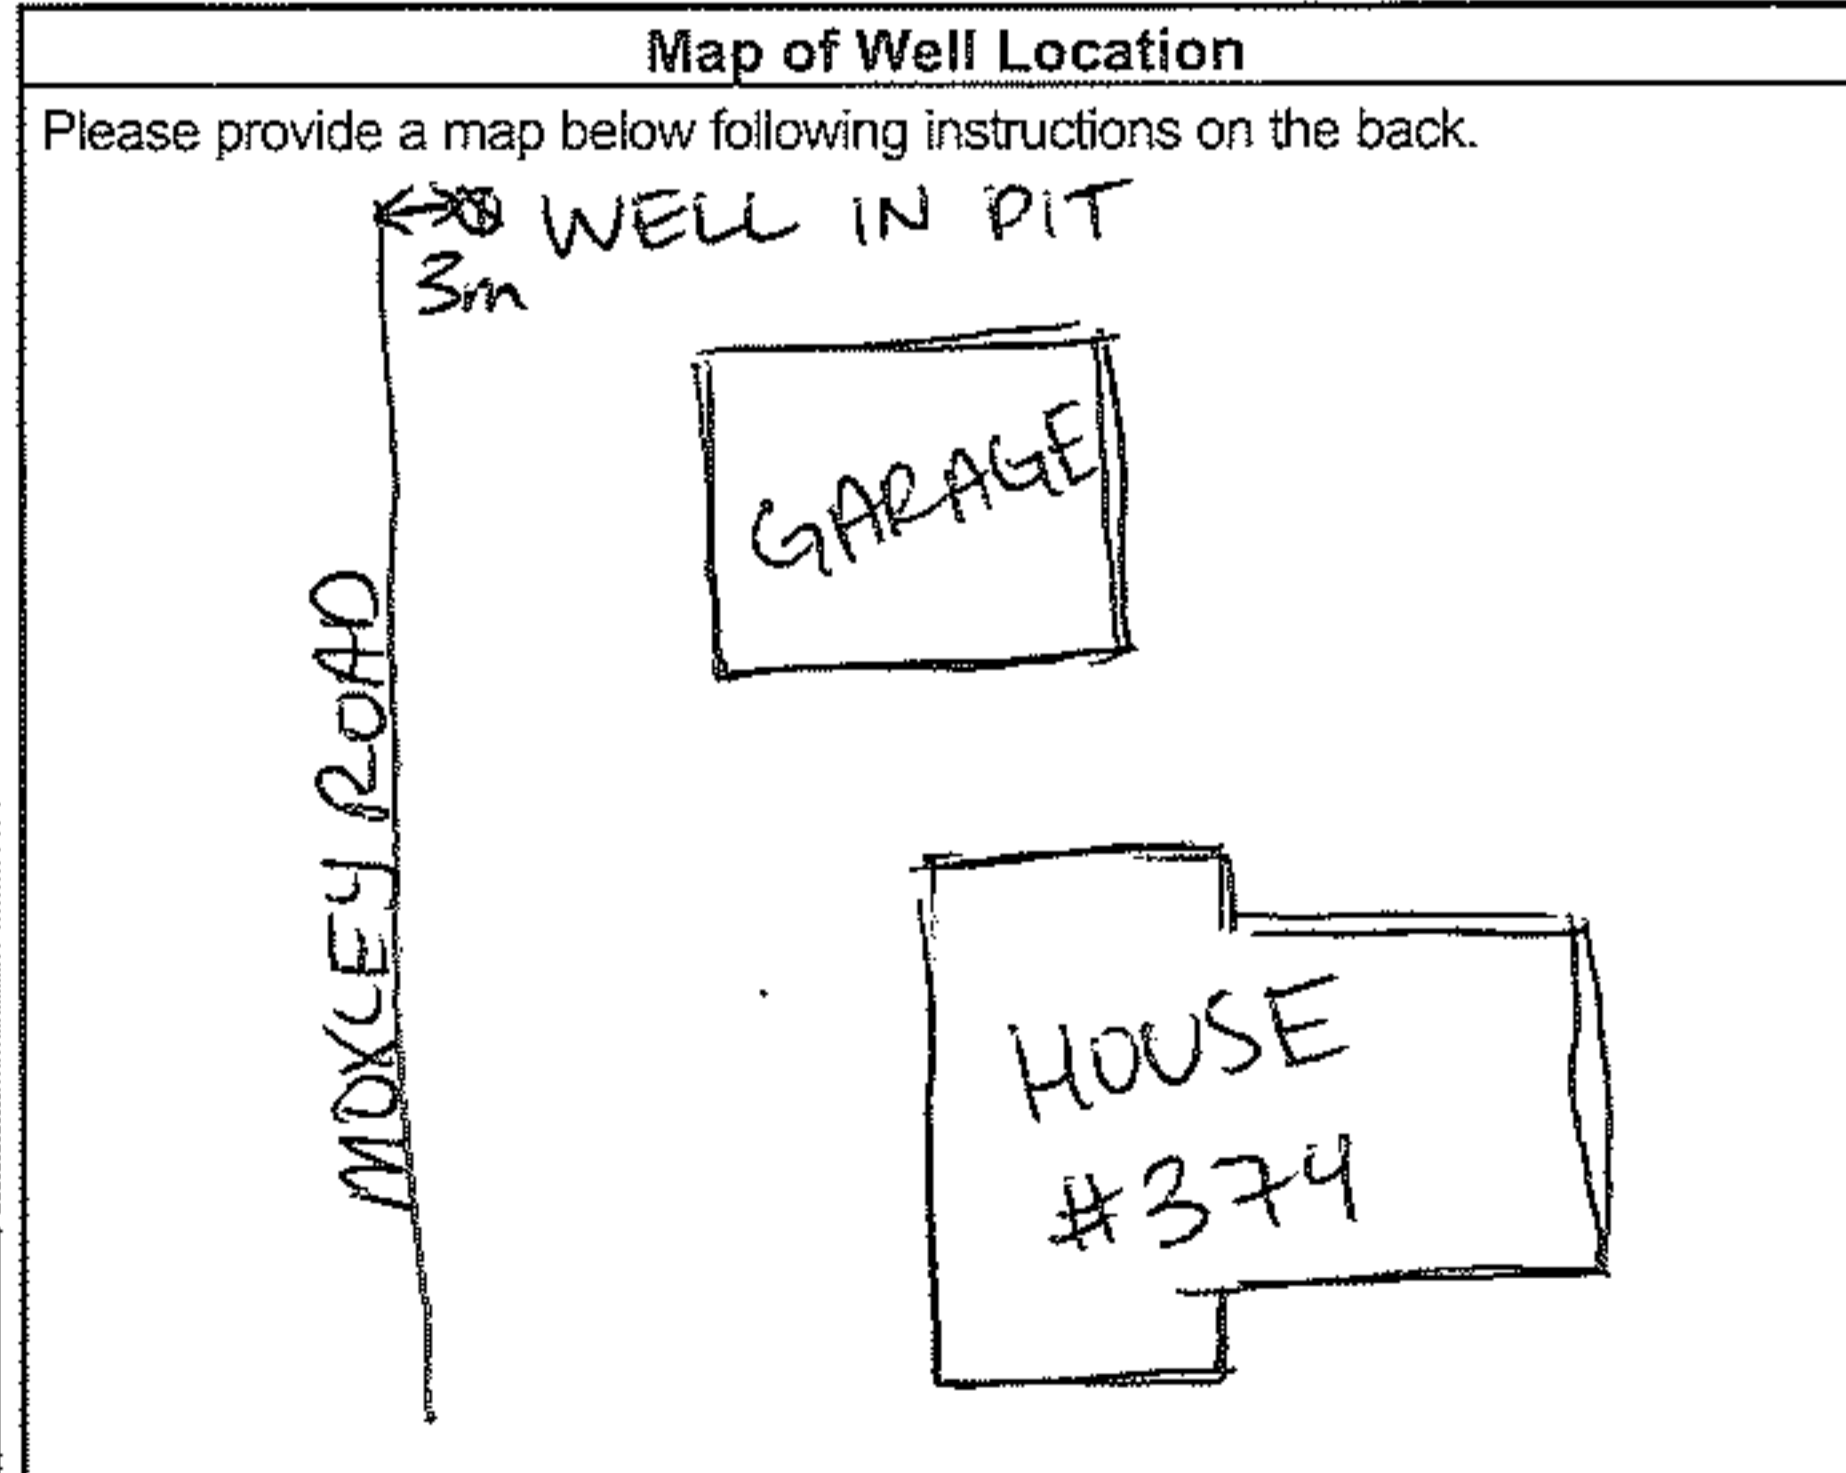 Map of Well Location
Please provide a map below following instructions on the back.
WELL IN PIT
3m
GARAGE
MOXLEY ROAD
HOUSE
#374